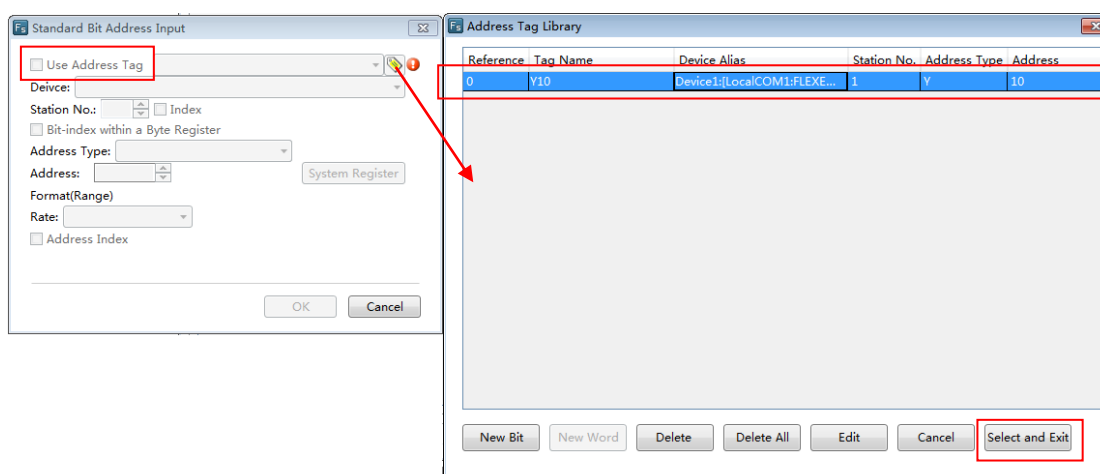 Fs Standard Bit Address Input
Use Address Tag
Deivce:
Station No.: Index
Bit-index within a Byte Register
Address Type:
Address: System Register
Format(Range)
Rate:
Address Index
OK Cancel
Fs Address Tag Library
Reference Tag Name Device Alias Station No. Address Type Address
0 Y10 Device1:[LocalCOM1:FLEXE... 1 Y 10
New Bit New Word Delete Delete All Edit Cancel Select and Exit